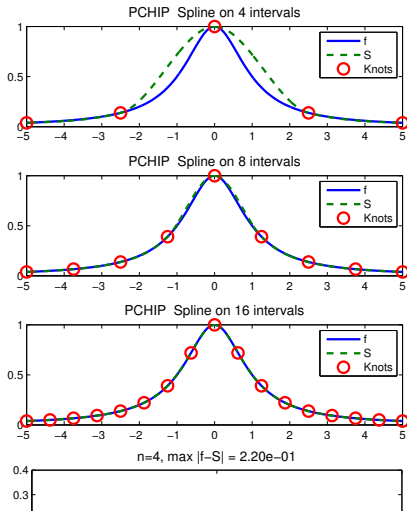 PCHIP Spline on 4 intervals
1
0.5
0
−5 −4 −3 −2 −1 0 1 2 3 4 5
f
S
Knots
PCHIP Spline on 8 intervals
1
0.5
0
−5 −4 −3 −2 −1 0 1 2 3 4 5
f
S
Knots
PCHIP Spline on 16 intervals
1
0.5
0
−5 −4 −3 −2 −1 0 1 2 3 4 5
f
S
Knots
n=4, max |f−S| = 2.20e−01
0.4
0.3